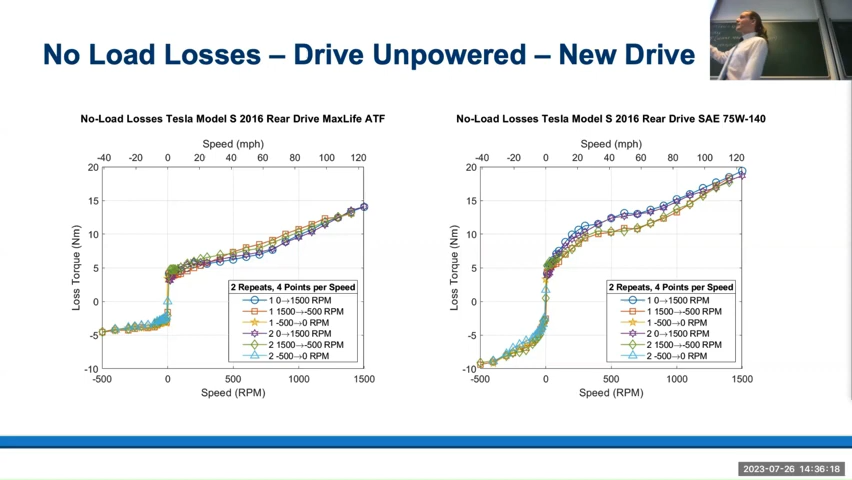 No Load Losses – Drive Unpowered – New Drive
No-Load Losses Tesla Model S 2016 Rear Drive MaxLife ATF
Speed (mph)
-40 -20 0 20 40 60 80 100 120
20
15
10
5
0
-5
-10
Loss Torque (Nm)
2 Repeats, 4 Points per Speed
1 0→1500 RPM
1 1500→-500 RPM
1 -500→0 RPM
2 0→1500 RPM
2 1500→-500 RPM
2 -500→0 RPM
-500 0 500 1000 1500
Speed (RPM)
No-Load Losses Tesla Model S 2016 Rear Drive SAE 75W-140
Speed (mph)
-40 -20 0 20 40 60 80 100 120
20
15
10
5
0
-5
-10
Loss Torque (Nm)
2 Repeats, 4 Points per Speed
1 0→1500 RPM
1 1500→-500 RPM
1 -500→0 RPM
2 0→1500 RPM
2 1500→-500 RPM
2 -500→0 RPM
-500 0 500 1000 1500
Speed (RPM)
2023-07-26 14:36:18